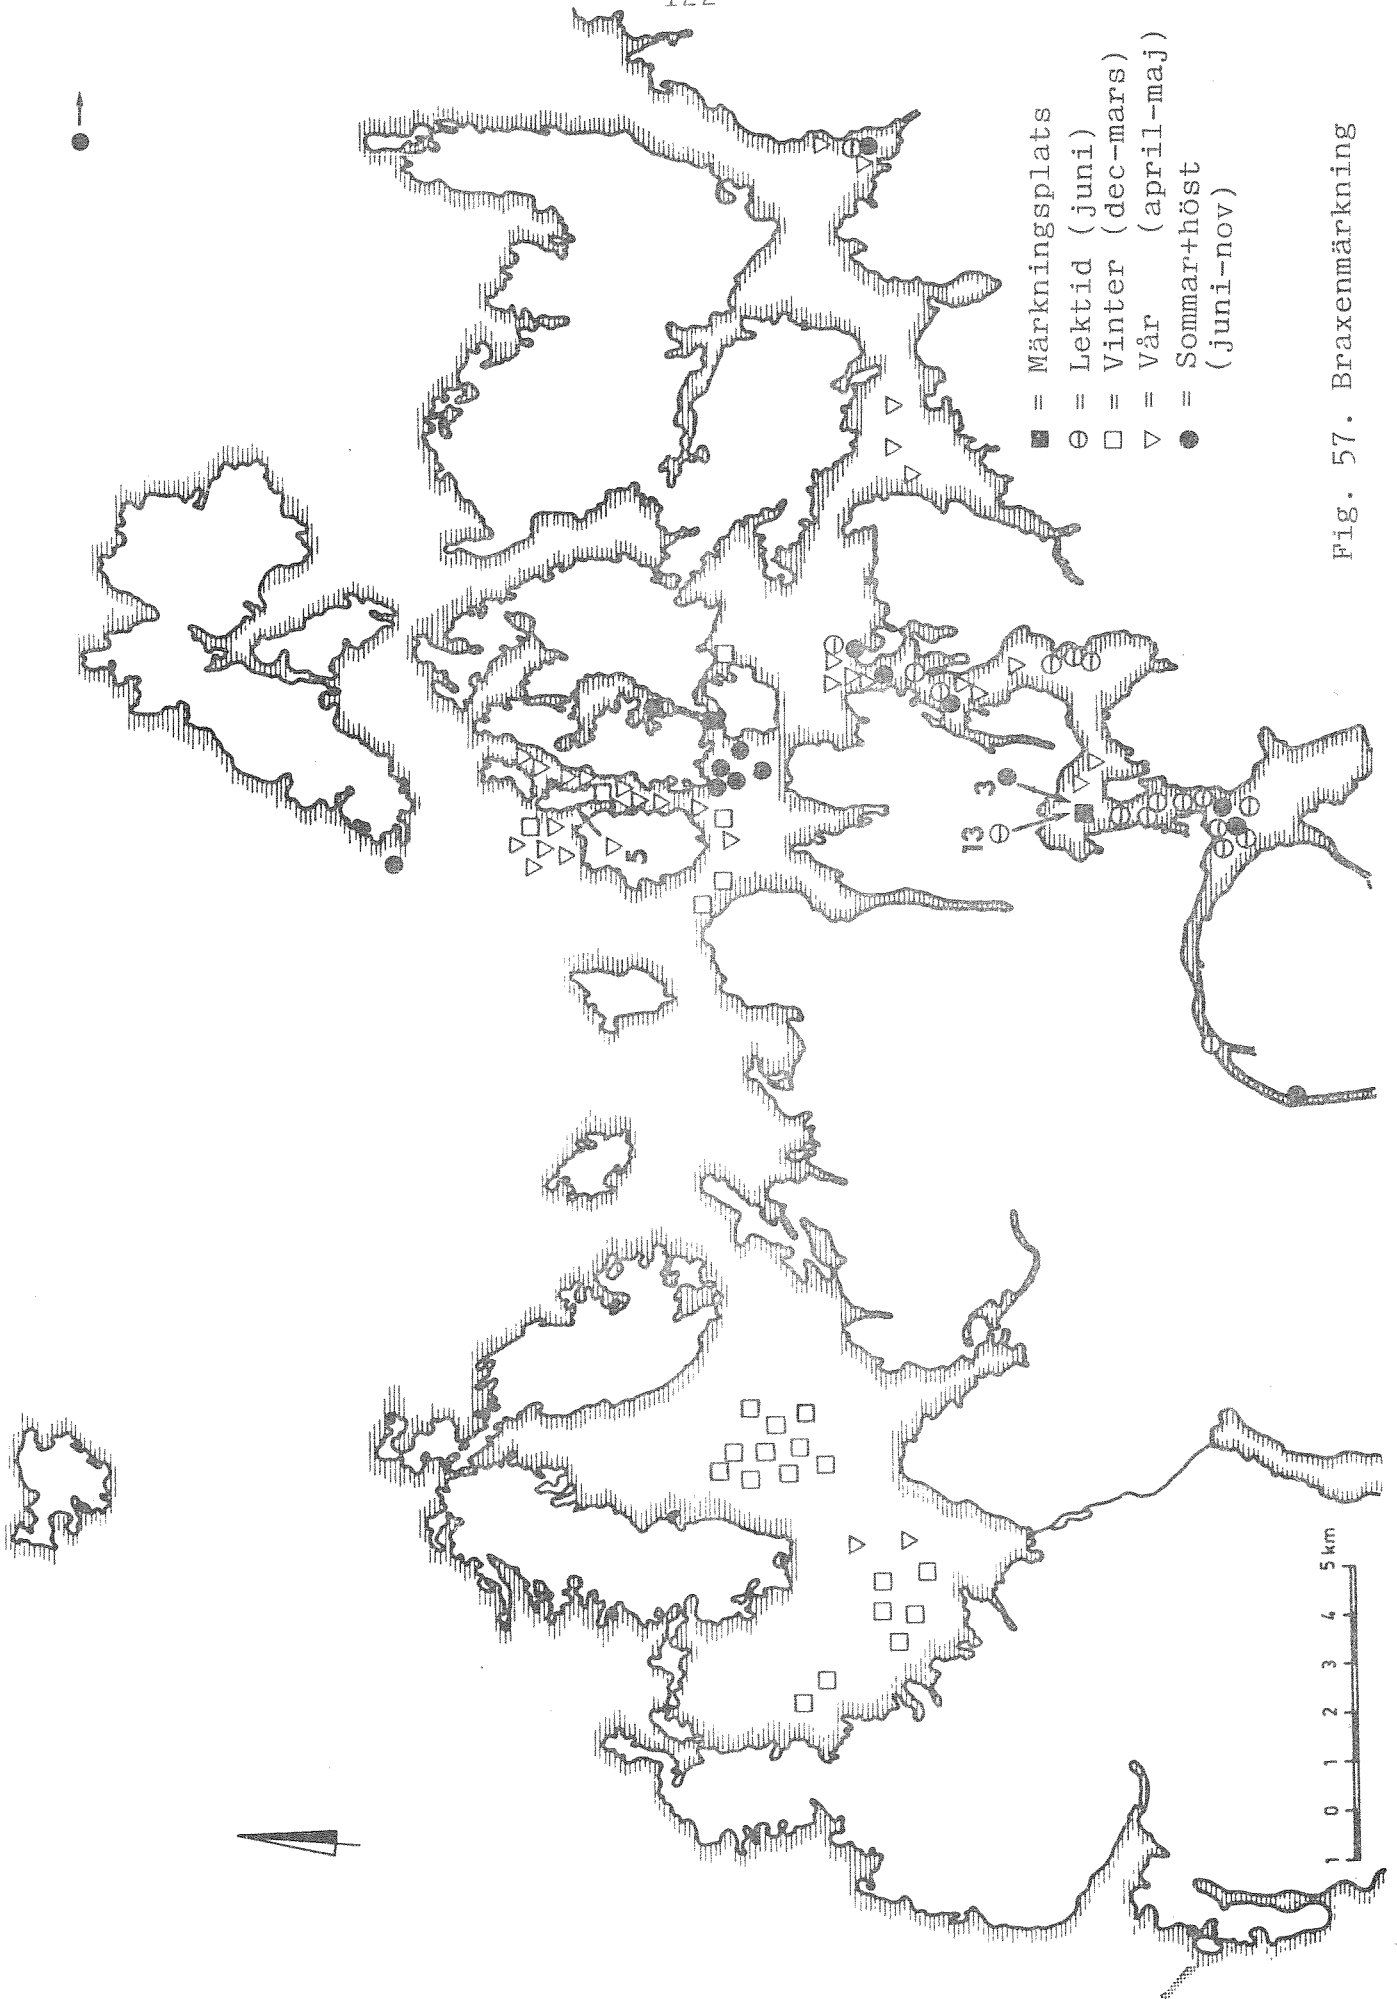 122
■ = Märkningsplats
⊖ = Lektid (juni)
□ = Vinter (dec-mars)
▽ = Vår (april-maj)
● = Sommar+höst
(juni-nov)
5
3
13
1 0 1 2 3 4 5 km
Fig. 57. Braxenmärkning